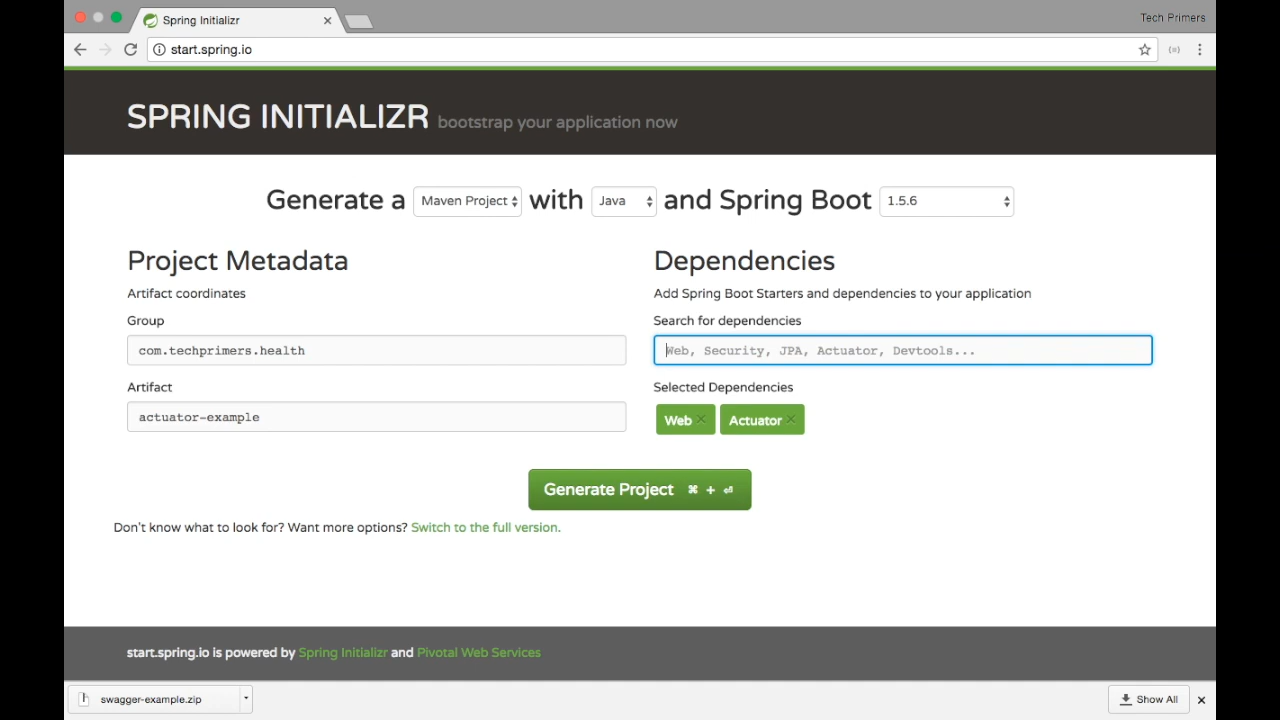 Spring Initializr
Tech Primers
start.spring.io
SPRING INITIALIZR bootstrap your application now
Generate a Maven Project with Java and Spring Boot 1.5.6
Project Metadata
Artifact coordinates
Group
com.techprimers.health
Artifact
actuator-example
Dependencies
Add Spring Boot Starters and dependencies to your application
Search for dependencies
Web, Security, JPA, Actuator, Devtools...
Selected Dependencies
Web × Actuator ×
Generate Project ⌘ + ⏎
Don't know what to look for? Want more options? Switch to the full version.
start.spring.io is powered by Spring Initializr and Pivotal Web Services
swagger-example.zip
Show All